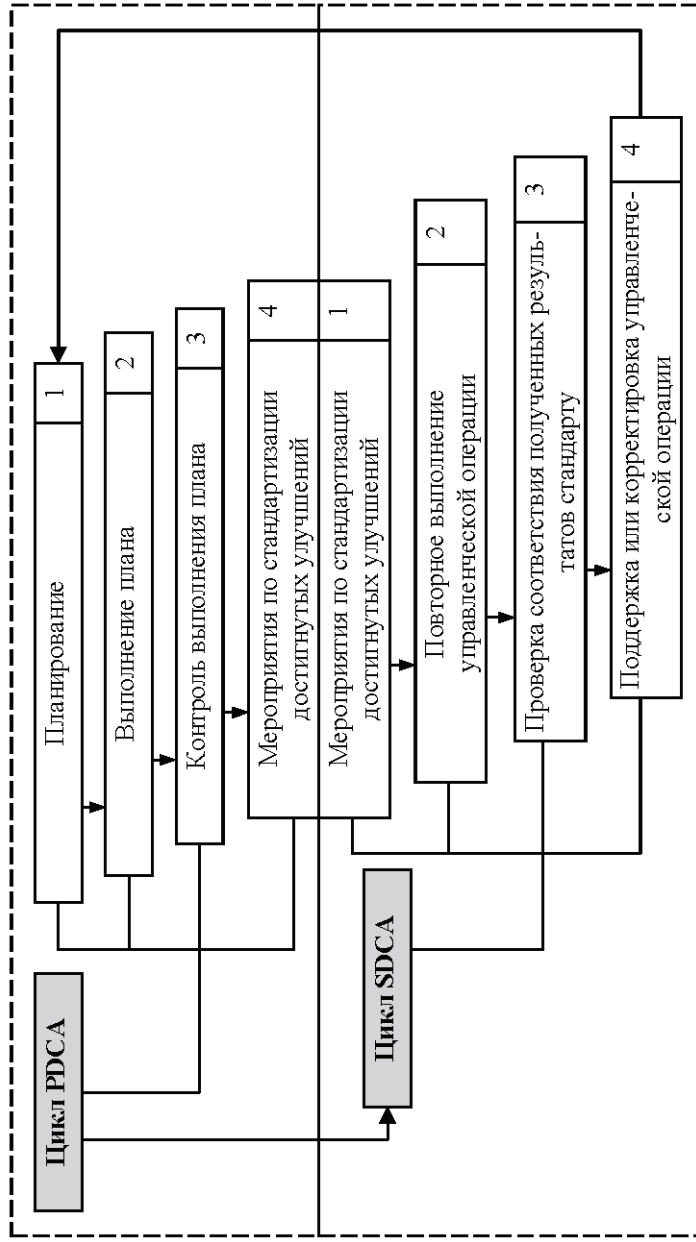 Цикл PDCA
Планирование
1
Выполнение плана
2
Контроль выполнения плана
3
Мероприятия по стандартизации
достигнутых улучшений
4
Мероприятия по стандартизации
достигнутых улучшений
1
Цикл SDCA
Повторное выполнение
управленческой операции
2
Проверка соответствия полученных резуль-
татов стандарту
3
Поддержка или корректировка управленче-
ской операции
4